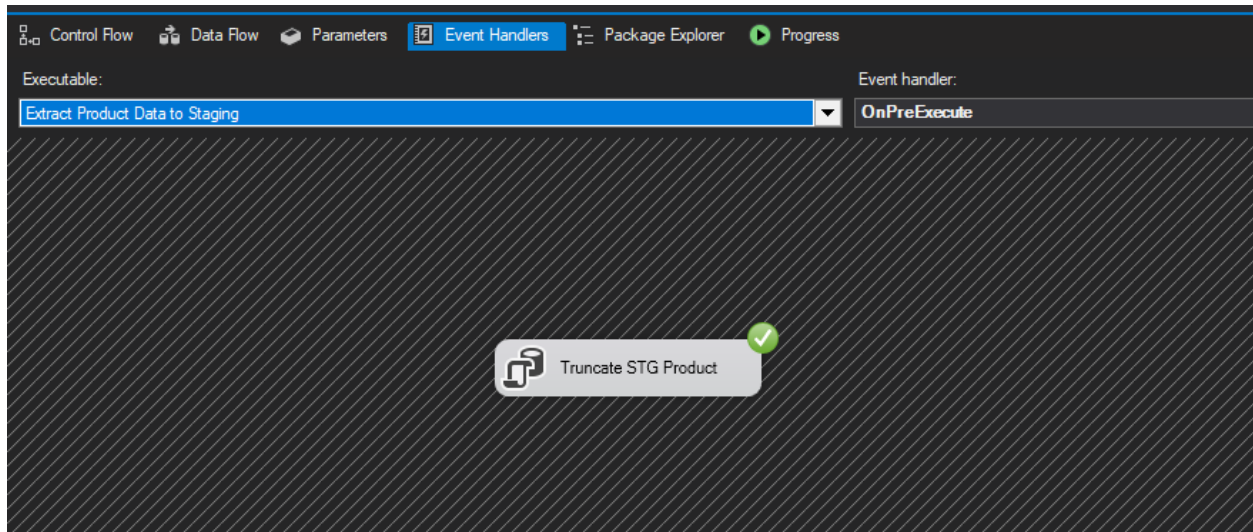 Control Flow Data Flow Parameters Event Handlers Package Explorer Progress
Executable: Event handler:
Extract Product Data to Staging OnPreExecute
Truncate STG Product